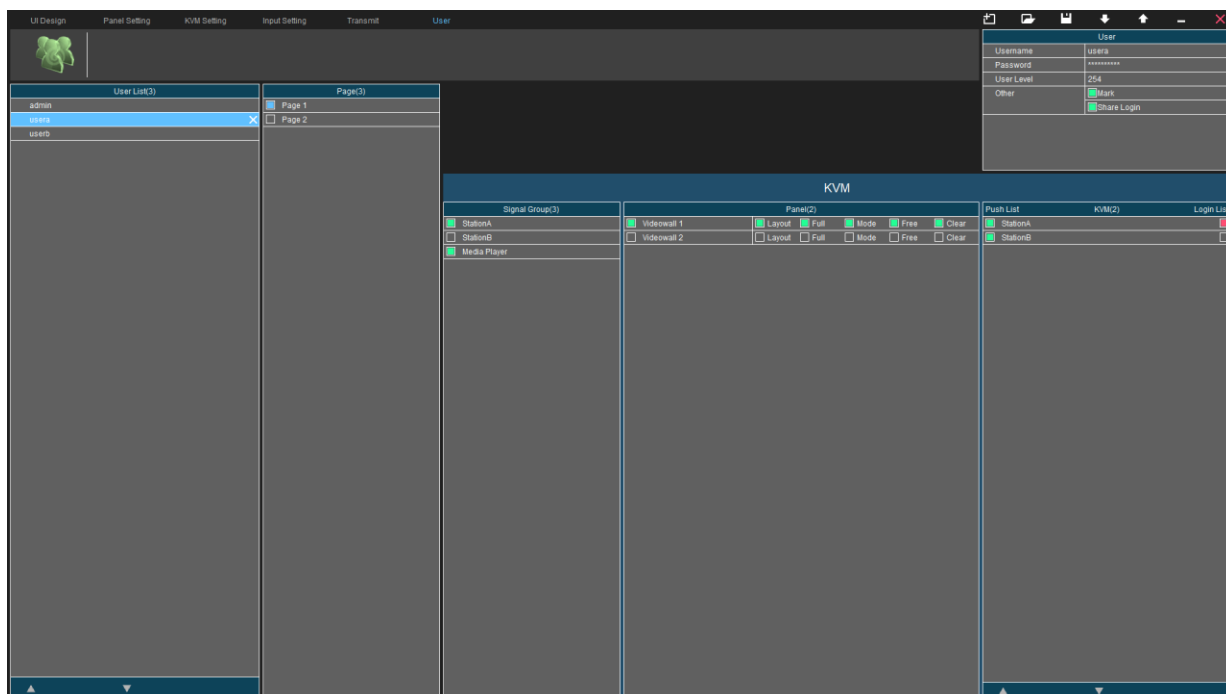 UI Design Panel Setting KVM Setting Input Setting Transmit User
User
Username usera
Password **********
User Level 254
Other Mark
Share Login
User List(3)
admin
usera
userb
Page(3)
Page 1
Page 2
KVM
Signal Group(3)
StationA
StationB
Media Player
Panel(2)
Videowall 1 Layout Full Mode Free Clear
Videowall 2 Layout Full Mode Free Clear
Push List KVM(2) Login Lis
StationA
StationB